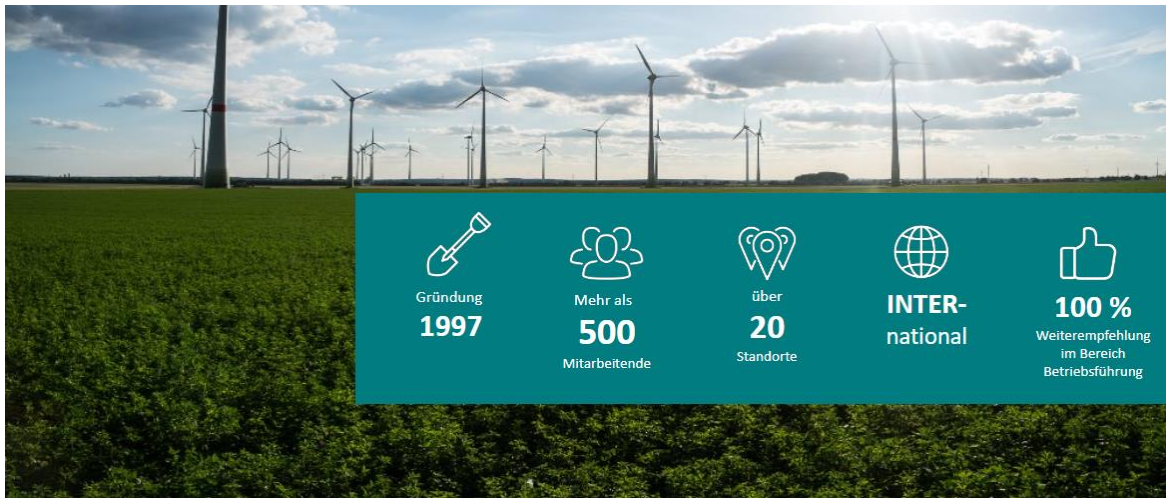 Gründung
1997
Mehr als
500
Mitarbeitende
über
20
Standorte
INTER-
national
100 %
Weiterempfehlung
im Bereich
Betriebsführung